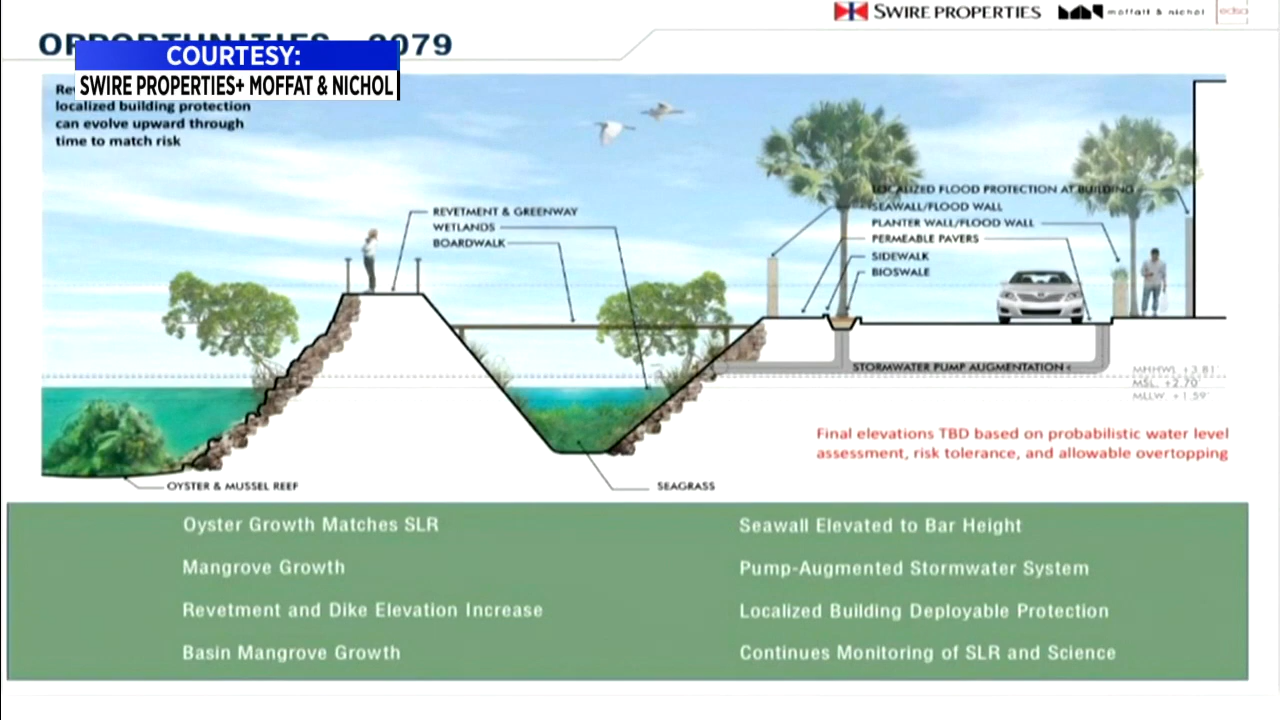 SWIRE PROPERTIES moffatt & nichol edsa
2079
COURTESY:
SWIRE PROPERTIES+ MOFFAT & NICHOL
localized building protection
can evolve upward through
time to match risk
REVETMENT & GREENWAY
WETLANDS
BOARDWALK
LOCALIZED FLOOD PROTECTION AT BUILDING
SEAWALL/FLOOD WALL
PLANTER WALL/FLOOD WALL
PERMEABLE PAVERS
SIDEWALK
BIOSWALE
STORMWATER PUMP AUGMENTATION
MHHWL +3.81'
MSL. +2.70'
MLLW. +1.59'
Final elevations TBD based on probabilistic water level
assessment, risk tolerance, and allowable overtopping
OYSTER & MUSSEL REEF
SEAGRASS
Oyster Growth Matches SLR
Mangrove Growth
Revetment and Dike Elevation Increase
Basin Mangrove Growth
Seawall Elevated to Bar Height
Pump-Augmented Stormwater System
Localized Building Deployable Protection
Continues Monitoring of SLR and Science